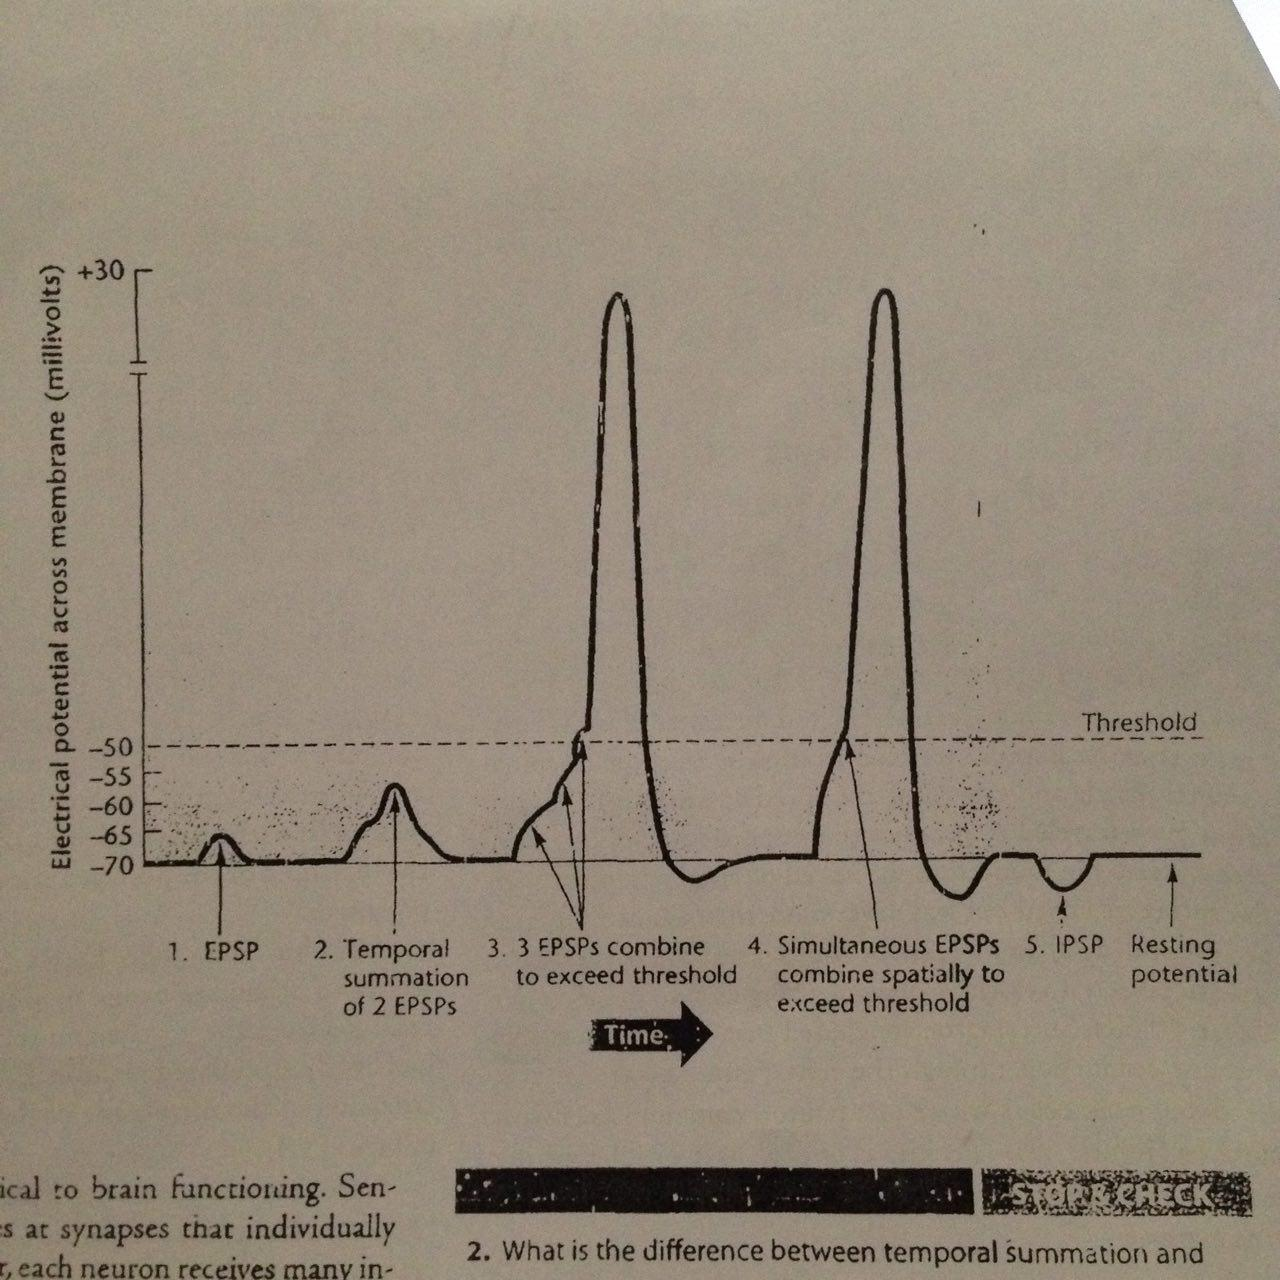 Electrical potential across membrane (millivolts)
+30
−50
−55
−60
−65
−70
Threshold
1. EPSP
2. Temporal
summation
of 2 EPSPs
3. 3 EPSPs combine
to exceed threshold
4. Simultaneous EPSPs
combine spatially to
exceed threshold
5. IPSP
Resting
potential
Time
ical to brain functioning. Sen-
es at synapses that individually
r, each neuron receives many in-
STOP & CHECK
2. What is the difference between temporal summation and